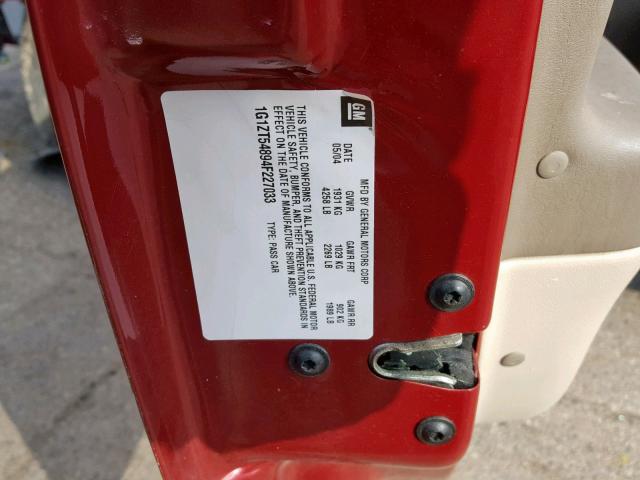 GM
MFD BY GENERAL MOTORS CORP
DATE GVWR GAWR FRT GAWR RR
05/04 1931 KG 1029 KG 902 KG
4258 LB 2269 LB 1989 LB
THIS VEHICLE CONFORMS TO ALL APPLICABLE U.S. FEDERAL MOTOR
VEHICLE SAFETY, BUMPER, AND THEFT PREVENTION STANDARDS IN
EFFECT ON THE DATE OF MANUFACTURE SHOWN ABOVE.
1G1ZT54894F227033 TYPE: PASS CAR